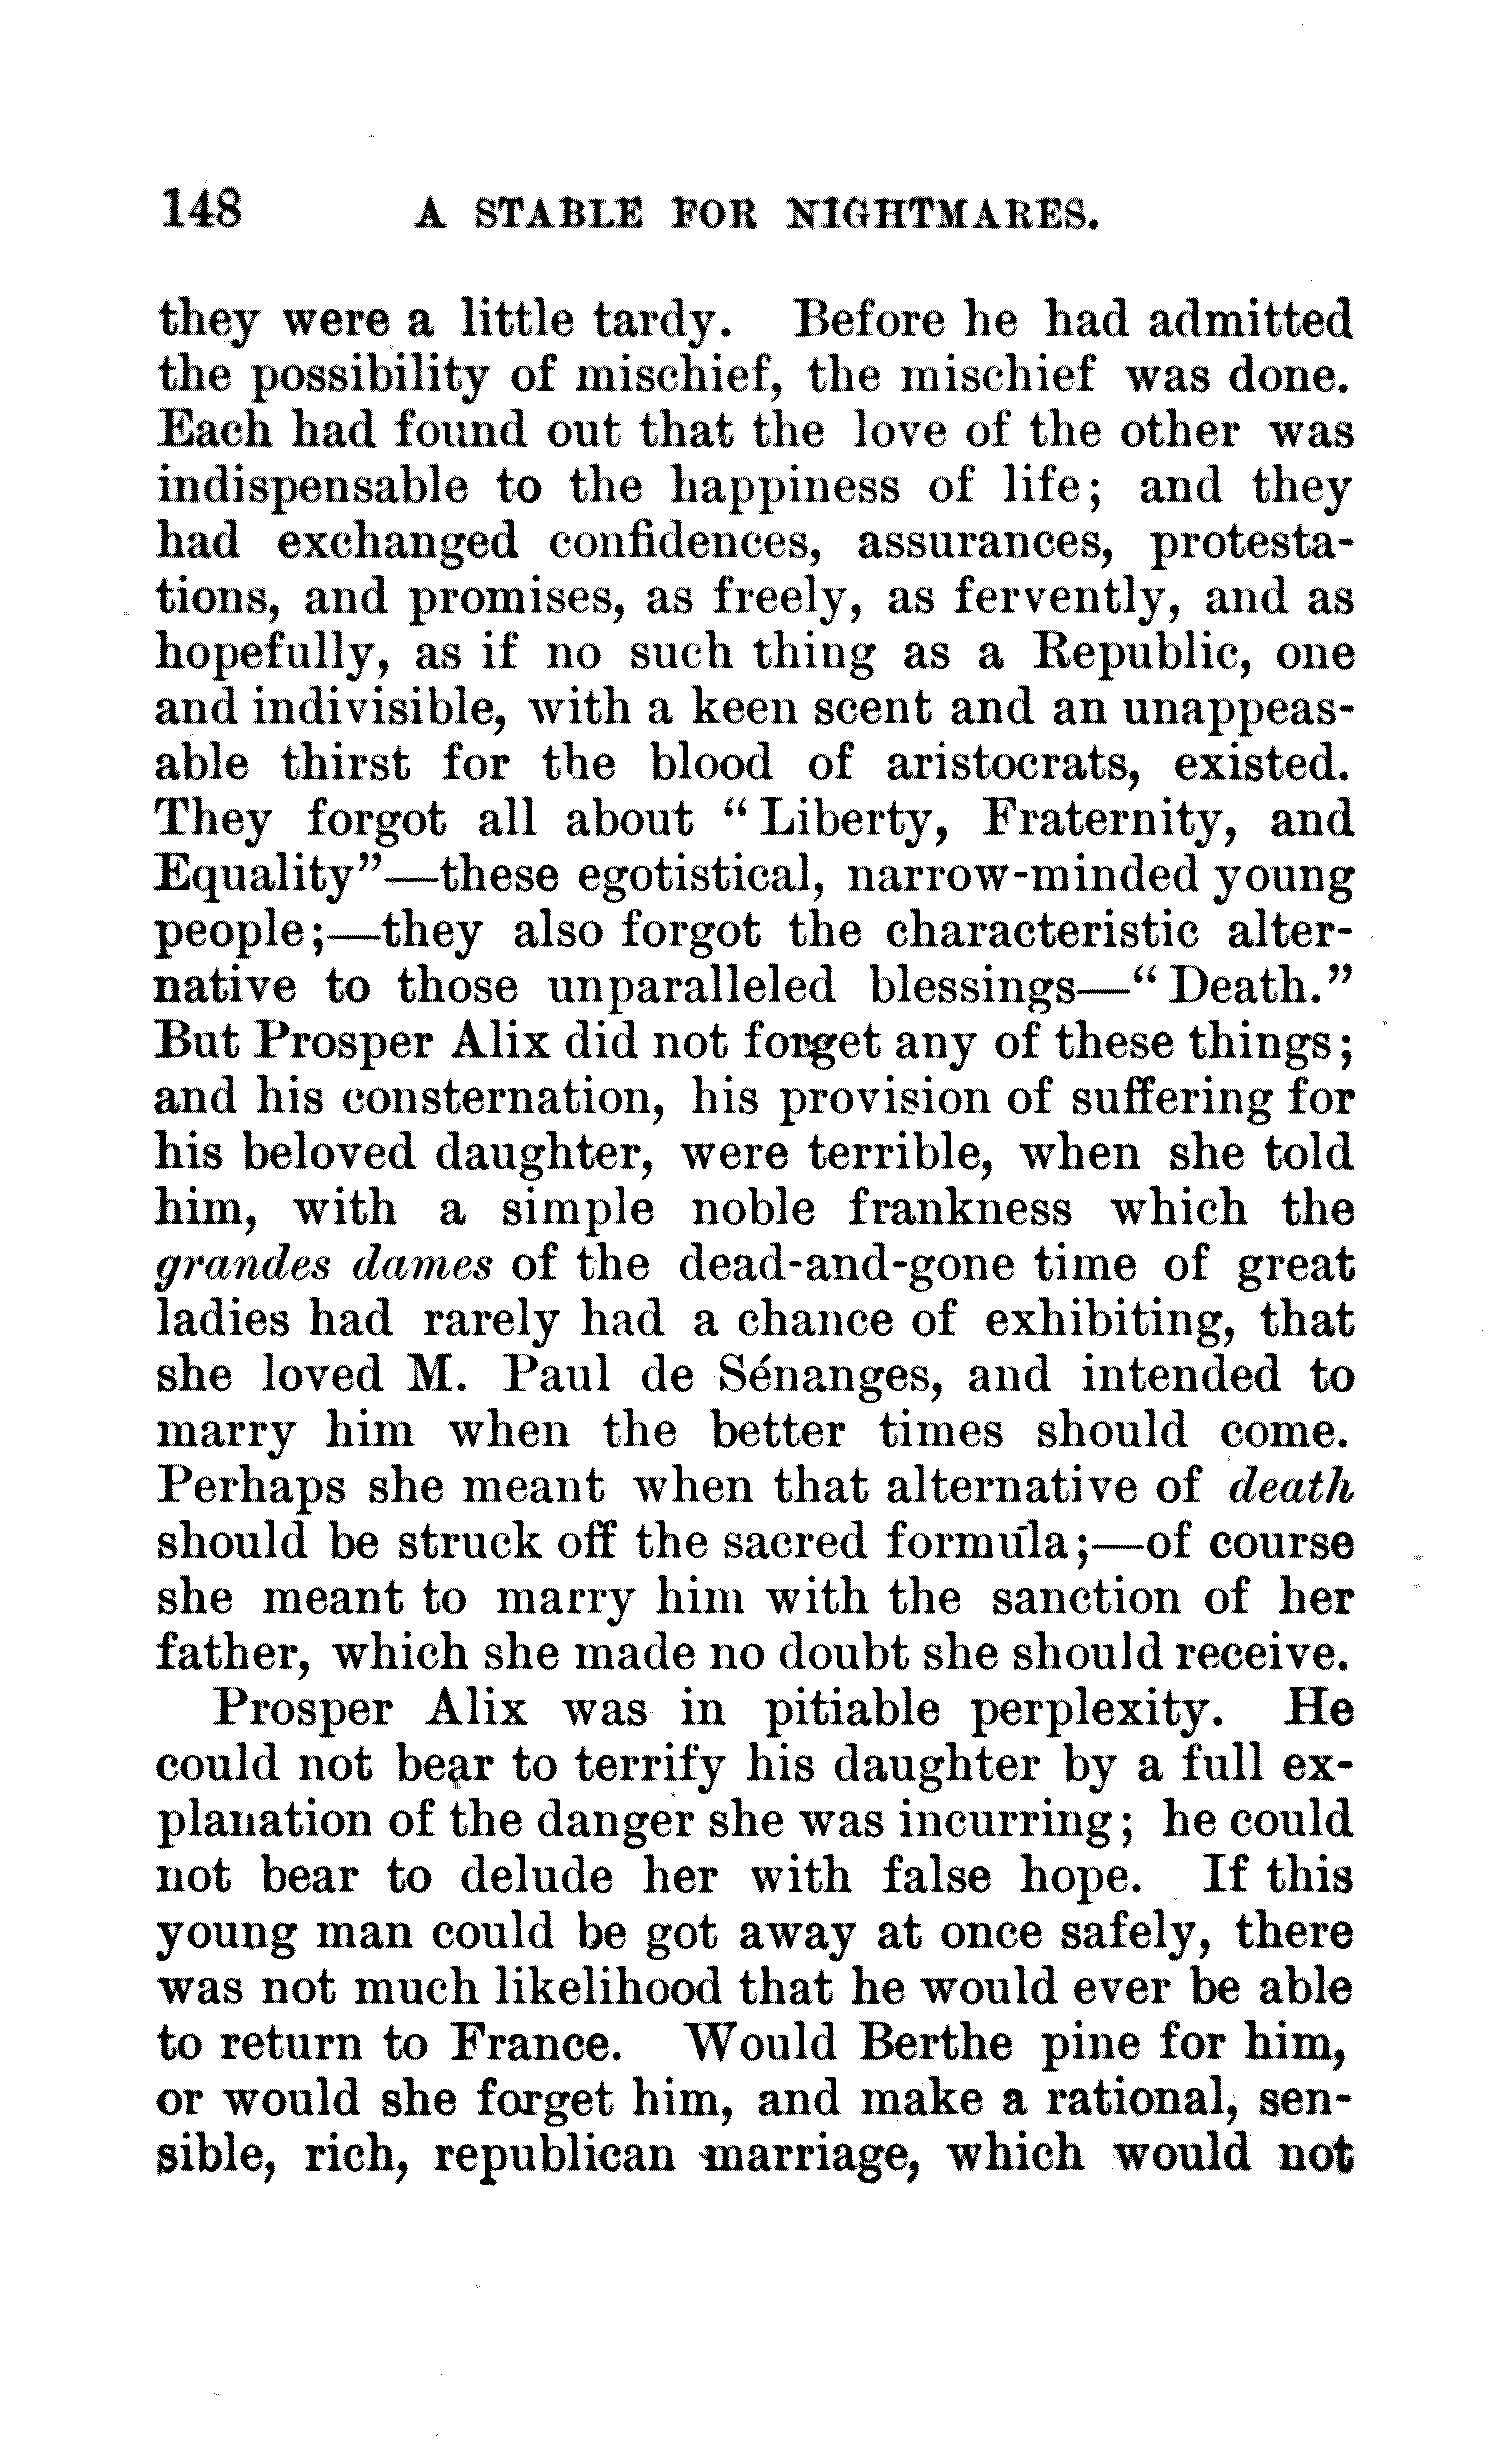 148 A STABLE FOR NIGHTMARES.
they were a little tardy. Before he had admitted
the possibility of mischief, the mischief was done.
Each had found out that the love of the other was
indispensable to the happiness of life; and they
had exchanged confidences, assurances, protesta-
tions, and promises, as freely, as fervently, and as
hopefully, as if no such thing as a Republic, one
and indivisible, with a keen scent and an unappeas-
able thirst for the blood of aristocrats, existed.
They forgot all about “Liberty, Fraternity, and
Equality”—these egotistical, narrow-minded young
people;—they also forgot the characteristic alter-
native to those unparalleled blessings—“Death.”
But Prosper Alix did not forget any of these things;
and his consternation, his provision of suffering for
his beloved daughter, were terrible, when she told
him, with a simple noble frankness which the
grandes dames of the dead-and-gone time of great
ladies had rarely had a chance of exhibiting, that
she loved M. Paul de Sénanges, and intended to
marry him when the better times should come.
Perhaps she meant when that alternative of death
should be struck off the sacred formula;—of course
she meant to marry him with the sanction of her
father, which she made no doubt she should receive.
Prosper Alix was in pitiable perplexity. He
could not bear to terrify his daughter by a full ex-
planation of the danger she was incurring; he could
not bear to delude her with false hope. If this
young man could be got away at once safely, there
was not much likelihood that he would ever be able
to return to France. Would Berthe pine for him,
or would she forget him, and make a rational, sen-
sible, rich, republican marriage, which would not